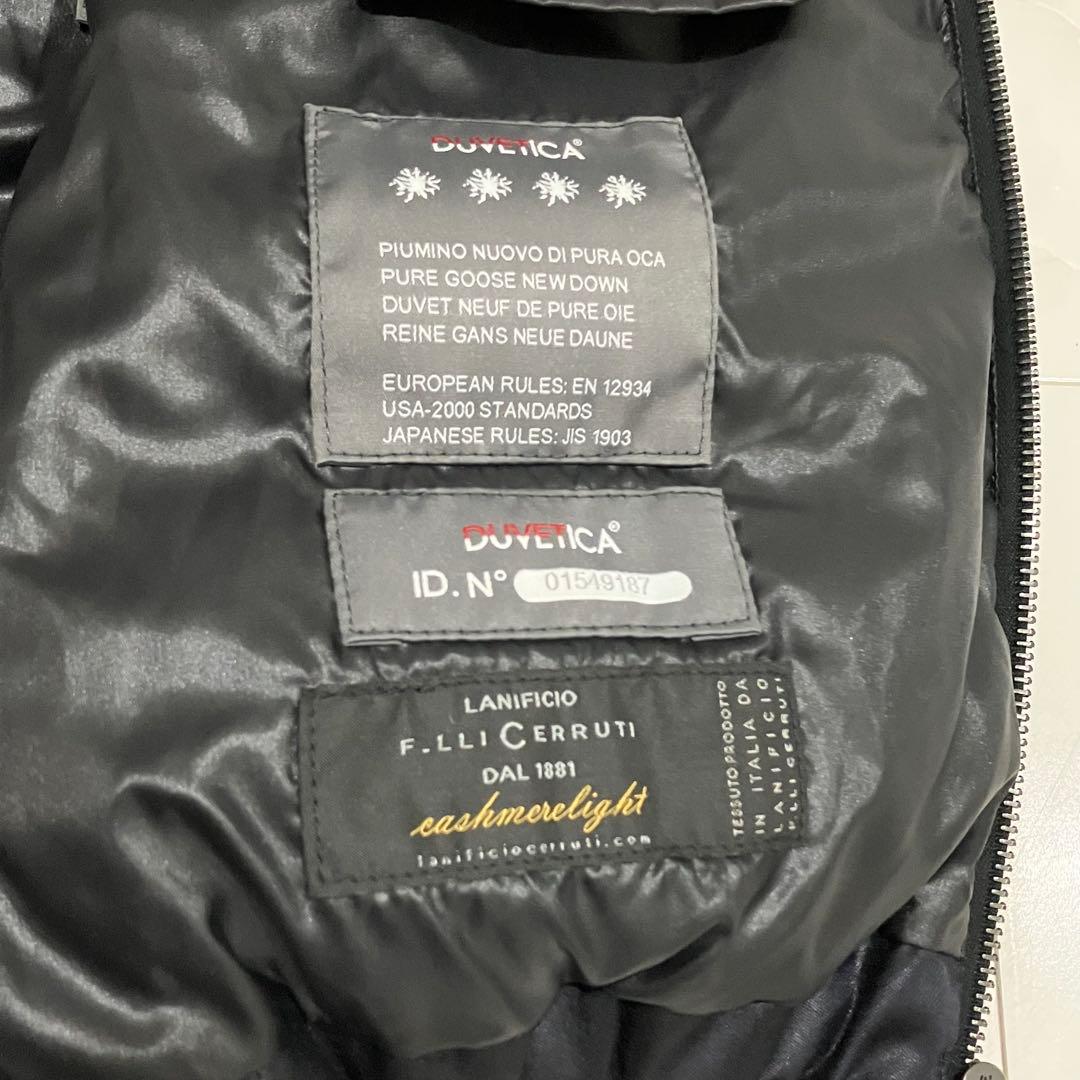 DUVETICA®
PIUMINO NUOVO DI PURA OCA
PURE GOOSE NEW DOWN
DUVET NEUF DE PURE OIE
REINE GANS NEUE DAUNE
EUROPEAN RULES: EN 12934
USA-2000 STANDARDS
JAPANESE RULES: JIS 1903
DUVETICA®
ID. N° 01549187
LANIFICIO
F.LLI CERRUTI
DAL 1881
cashmerelight
lanificiocerruti.com
TESSUTO PRODOTTO
IN ITALIA DA
LANIFICIO
F.LLI CERRUTI